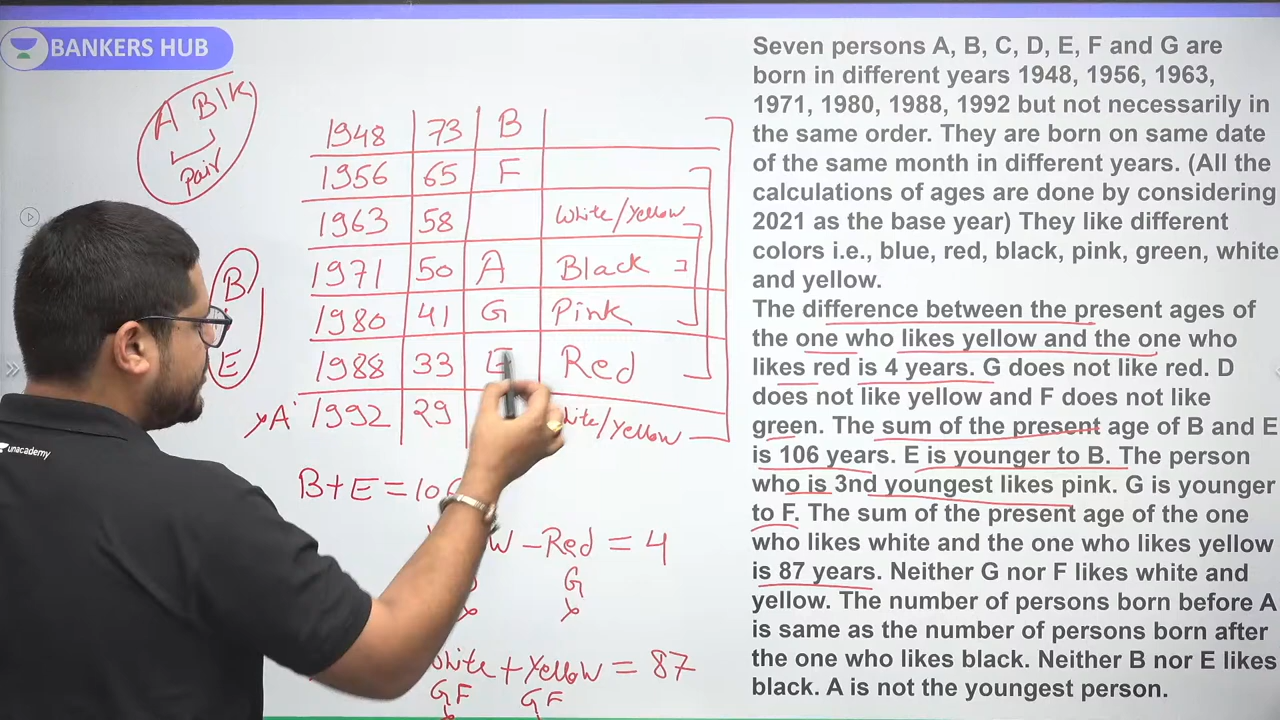 BANKERS HUB
A Blk
Pair
B
E
1948 73 B
1956 65 F
1963 58 White/Yellow
1971 50 A Black
1980 41 G Pink
1988 33 E Red
A 1992 29 /Yellow
B+E=106
- Red = 4
G
x
White + Yellow = 87
GF GF
unacademy
Seven persons A, B, C, D, E, F and G are
born in different years 1948, 1956, 1963,
1971, 1980, 1988, 1992 but not necessarily in
the same order. They are born on same date
of the same month in different years. (All the
calculations of ages are done by considering
2021 as the base year) They like different
colors i.e., blue, red, black, pink, green, white
and yellow.
The difference between the present ages of
the one who likes yellow and the one who
likes red is 4 years. G does not like red. D
does not like yellow and F does not like
green. The sum of the present age of B and E
is 106 years. E is younger to B. The person
who is 3nd youngest likes pink. G is younger
to F. The sum of the present age of the one
who likes white and the one who likes yellow
is 87 years. Neither G nor F likes white and
yellow. The number of persons born before A
is same as the number of persons born after
the one who likes black. Neither B nor E likes
black. A is not the youngest person.